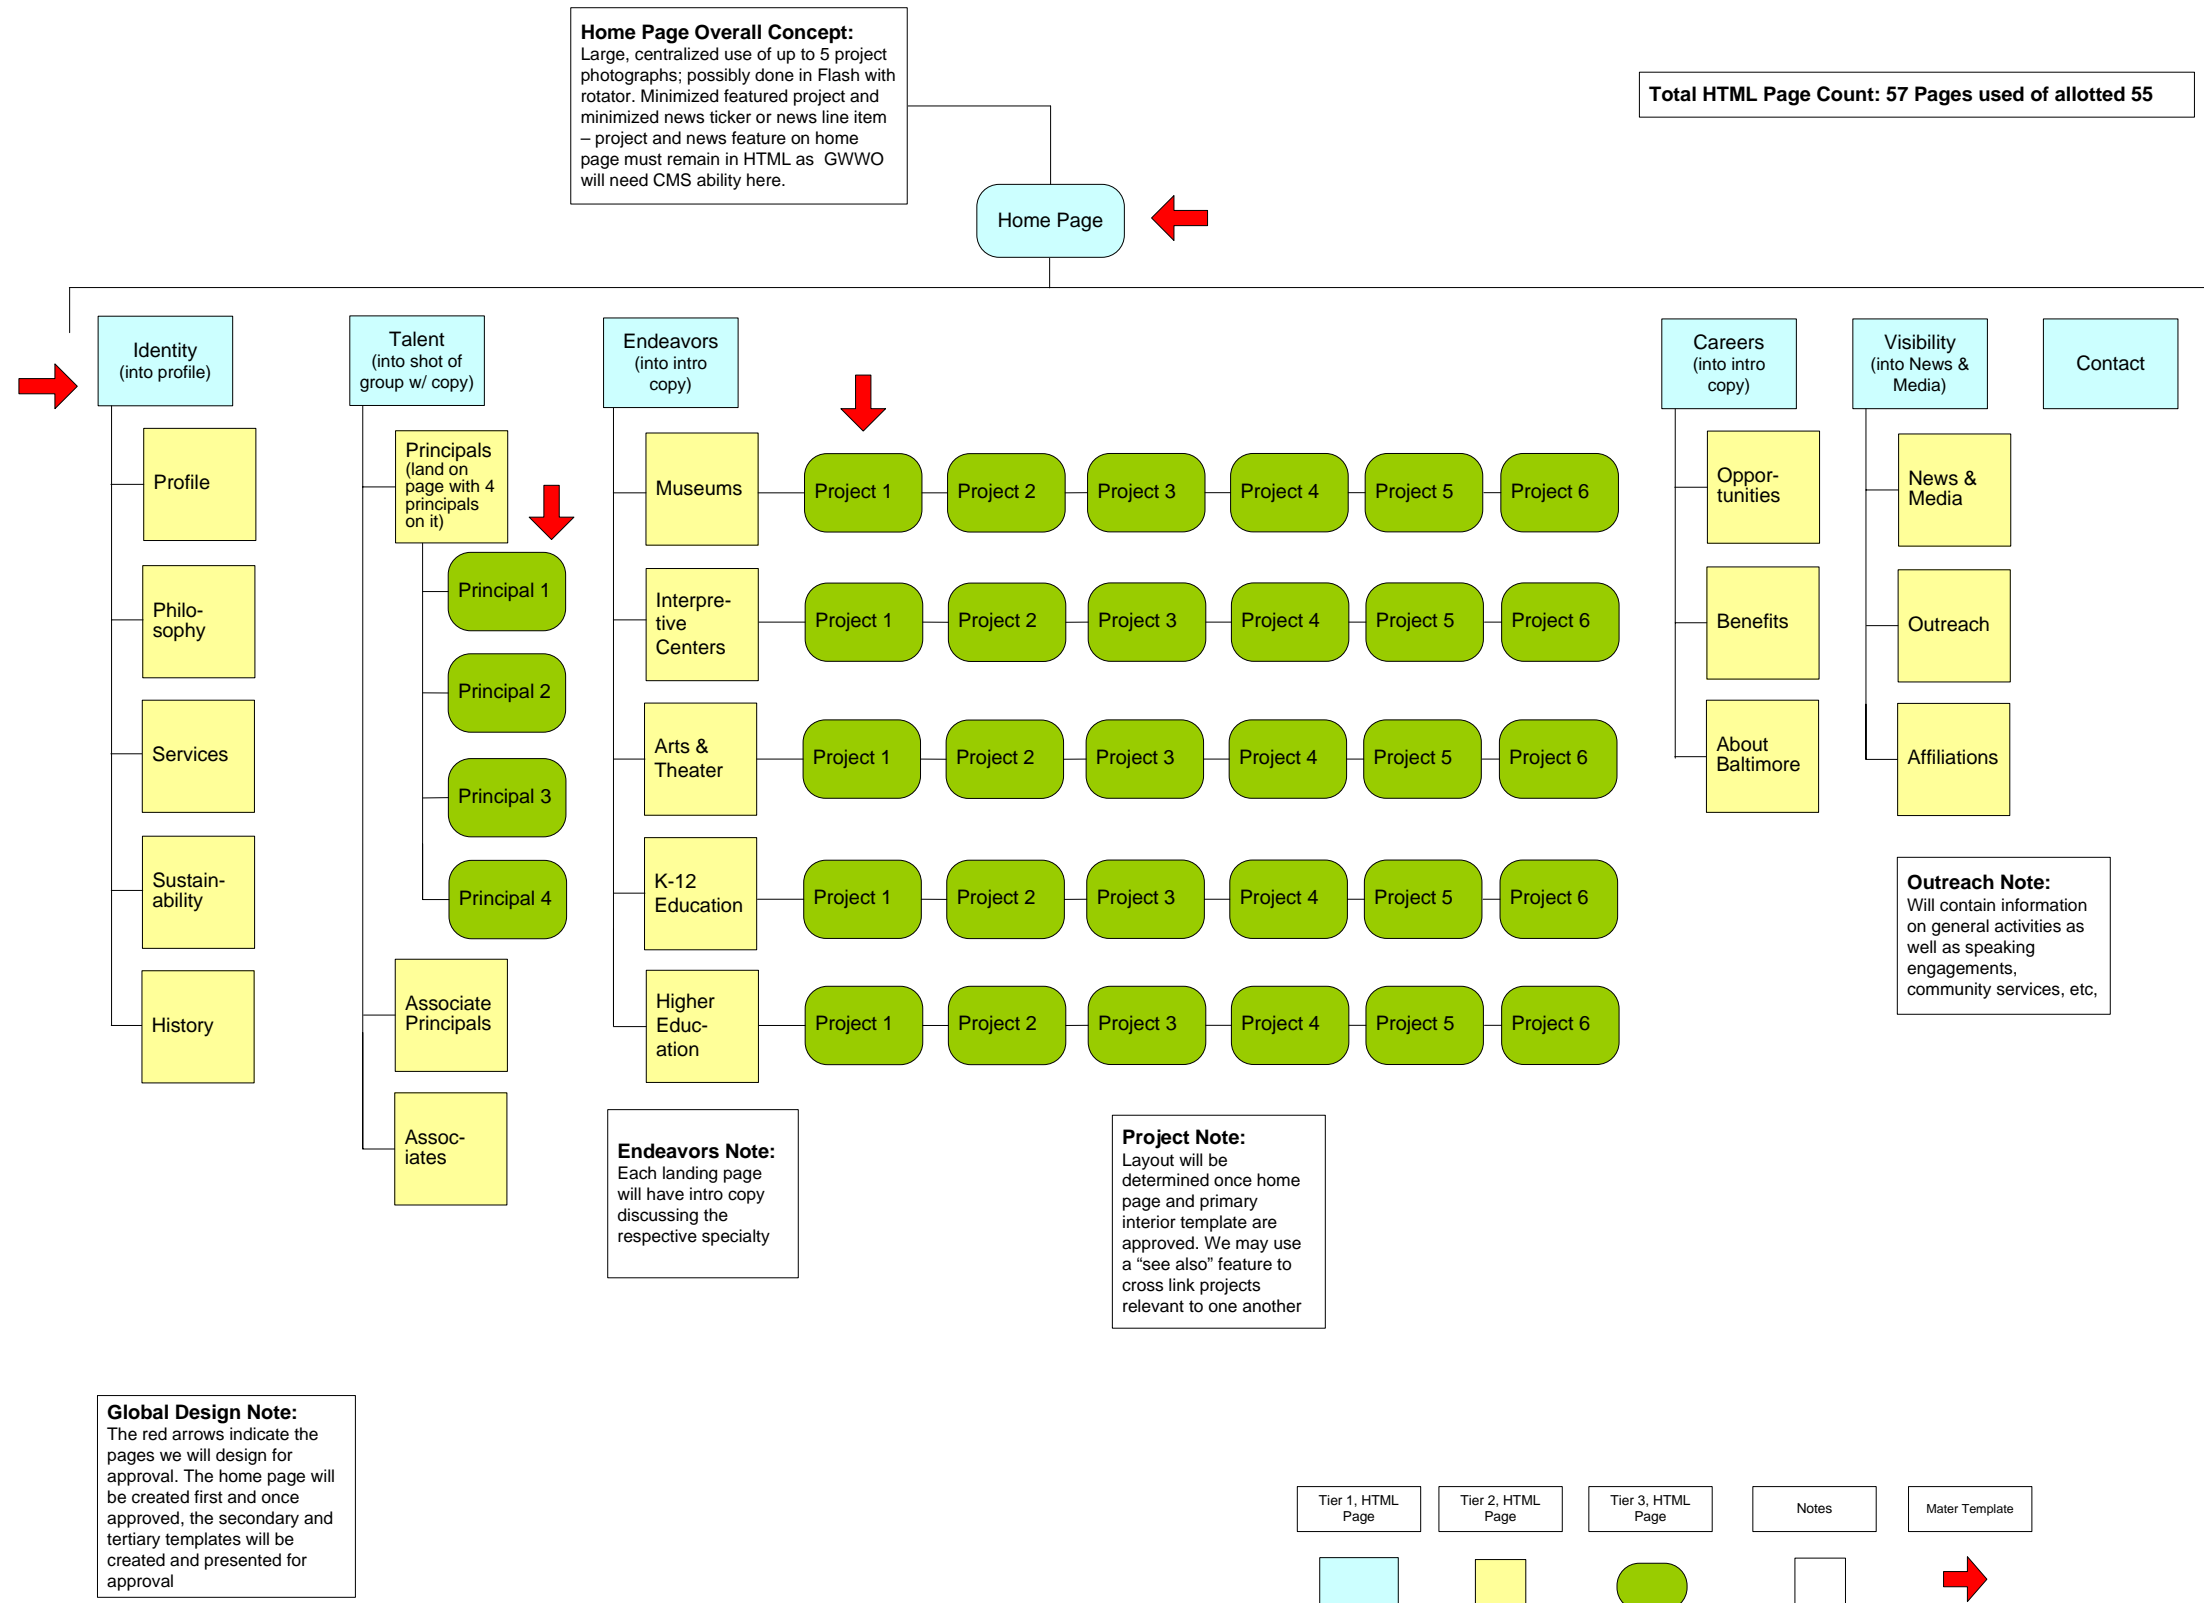 Home Page Overall Concept:
Large, centralized use of up to 5 project
photographs; possibly done in Flash with
rotator. Minimized featured project and
minimized news ticker or news line item
– project and news feature on home
page must remain in HTML as  GWWO
will need CMS ability here.
Total HTML Page Count: 57 Pages used of allotted 55
Home Page
Identity
(into profile)
Profile
Philo-
sophy
Services
Sustain-
ability
History
Talent
(into shot of
group w/ copy)
Principals
(land on
page with 4
principals
on it)
Principal 1
Principal 2
Principal 3
Principal 4
Associate
Principals
Assoc-
iates
Endeavors
(into intro
copy)
Museums
Project 1
Project 2
Project 3
Project 4
Project 5
Project 6
Interpre-
tive
Centers
Project 1
Project 2
Project 3
Project 4
Project 5
Project 6
Arts &
Theater
Project 1
Project 2
Project 3
Project 4
Project 5
Project 6
K-12
Education
Project 1
Project 2
Project 3
Project 4
Project 5
Project 6
Higher
Educ-
ation
Project 1
Project 2
Project 3
Project 4
Project 5
Project 6
Careers
(into intro
copy)
Oppor-
tunities
Benefits
About
Baltimore
Visibility
(into News &
Media)
News &
Media
Outreach
Affiliations
Contact
Outreach Note:
Will contain information
on general activities as
well as speaking
engagements,
community services, etc,
Endeavors Note:
Each landing page
will have intro copy
discussing the
respective specialty
Project Note:
Layout will be
determined once home
page and primary
interior template are
approved. We may use
a “see also” feature to
cross link projects
relevant to one another
Global Design Note:
The red arrows indicate the
pages we will design for
approval. The home page will
be created first and once
approved, the secondary and
tertiary templates will be
created and presented for
approval
Tier 1, HTML
Page
Tier 2, HTML
Page
Tier 3, HTML
Page
Notes
Mater Template